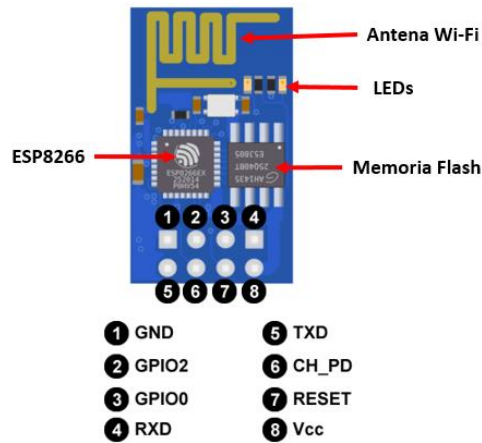 Antena Wi-Fi
LEDs
ESP8266
Memoria Flash
ESP8266EX
1 2 3 4
5 6 7 8
1 GND
2 GPIO2
3 GPIO0
4 RXD
5 TXD
6 CH_PD
7 RESET
8 Vcc